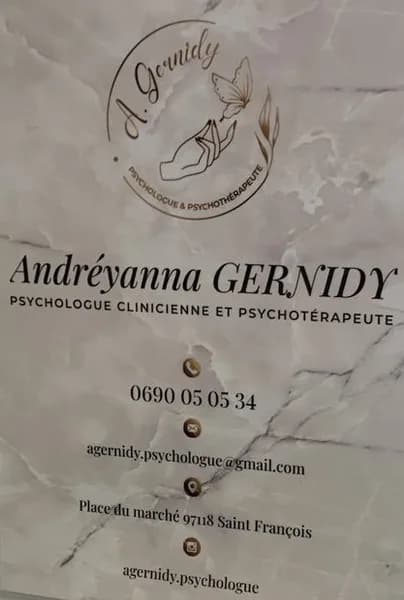 A. Gernidy
PSYCHOLOGUE & PSYCHOTHÉRAPEUTE
Andréyanna GERNIDY
PSYCHOLOGUE CLINICIENNE ET PSYCHOTÉRAPEUTE
0690 05 05 34
agernidy.psychologue@gmail.com
Place du marché 97118 Saint François
agernidy.psychologue